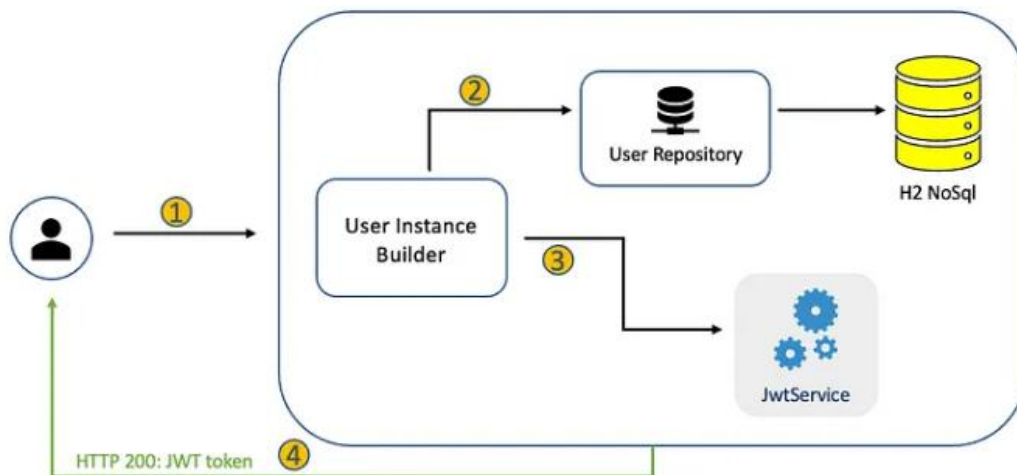 2
User Repository
H2 NoSql
1
User Instance
Builder
3
JwtService
HTTP 200: JWT token
4